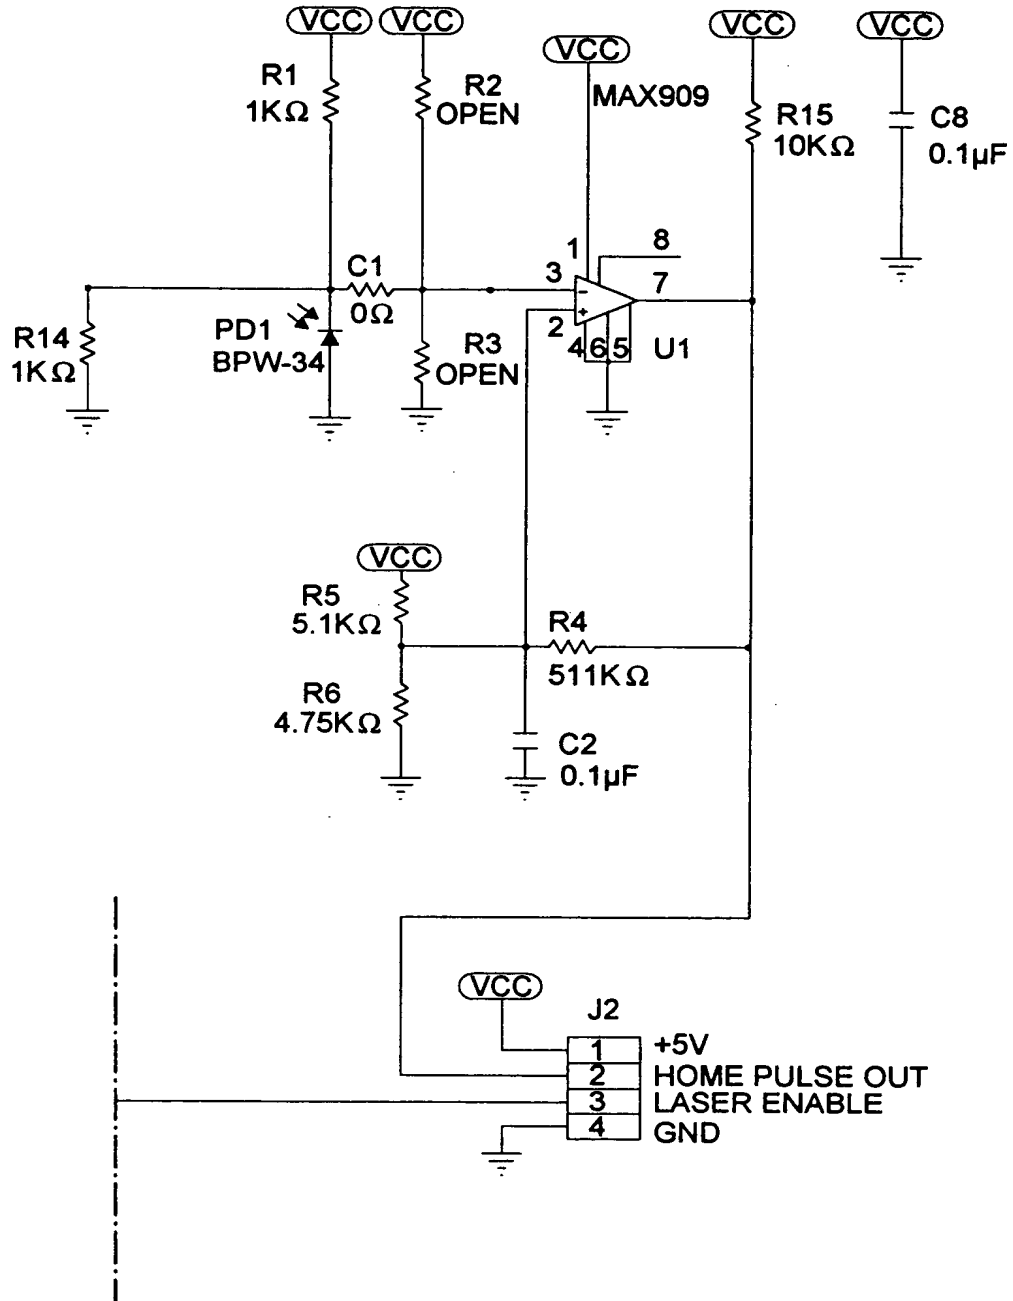 VCC
VCC
VCC
VCC
VCC
R1
1KΩ
R2
OPEN
MAX909
R15
10KΩ
C8
0.1µF
1
8
3
7
C1
0Ω
2
R14
1KΩ
PD1
BPW-34
R3
OPEN
4 6 5
U1
-
+
VCC
R5
5.1KΩ
R4
511KΩ
R6
4.75KΩ
C2
0.1µF
VCC
J2
1 +5V
2 HOME PULSE OUT
3 LASER ENABLE
4 GND